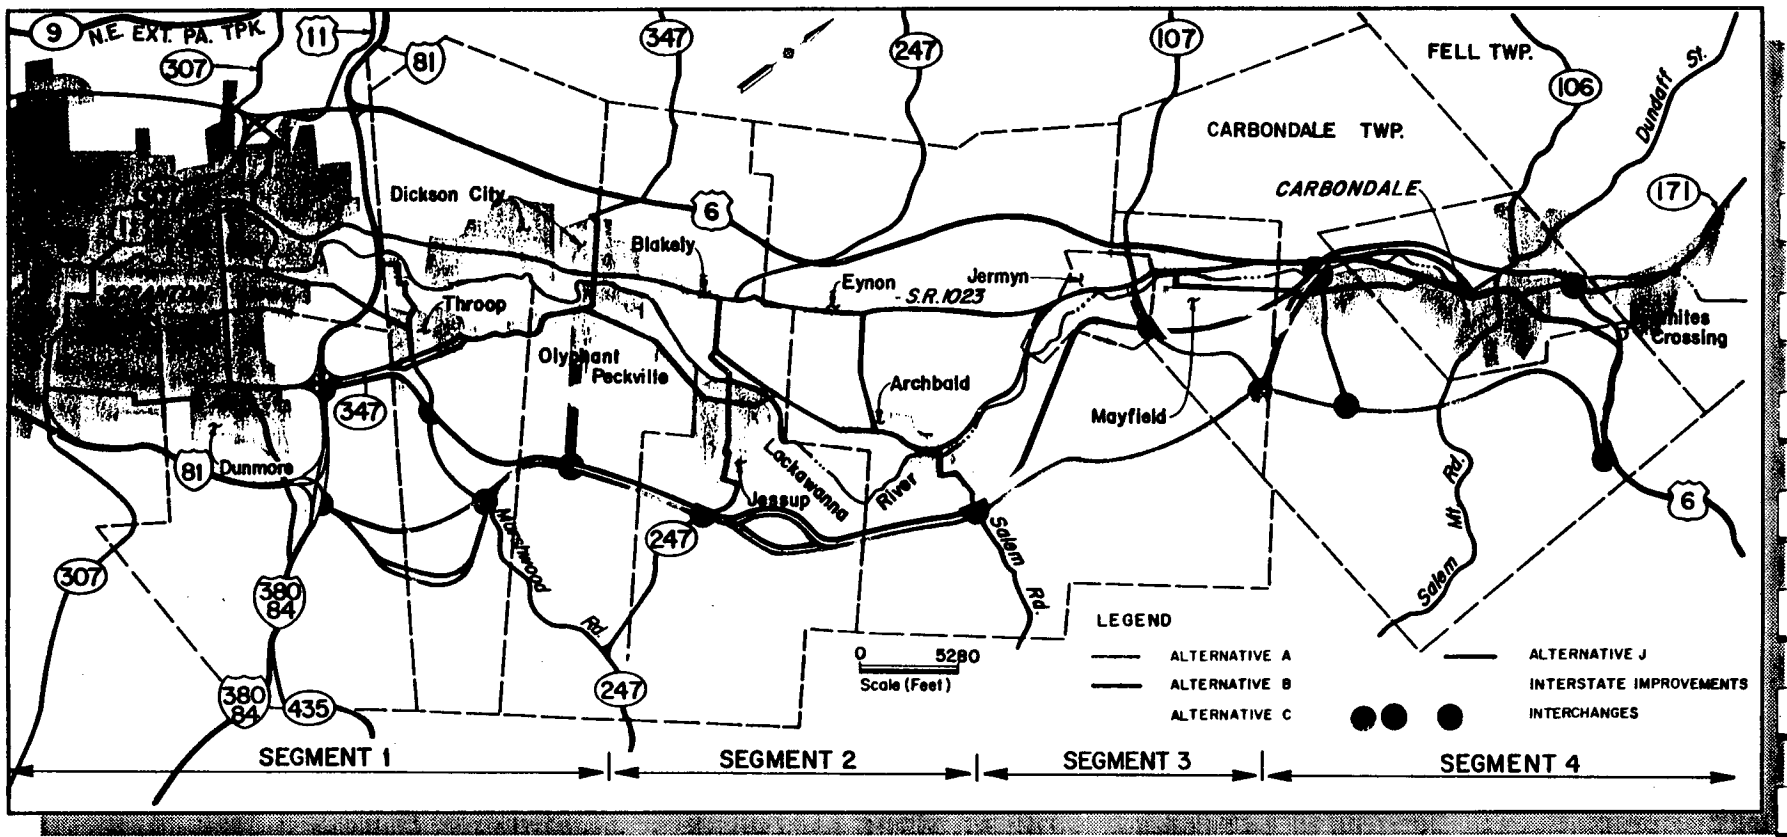 9
N.E. EXT. PA. TPK.
307
11
81
347
247
107
FELL TWP.
106
Dundaff St.
CARBONDALE TWP.
CARBONDALE
171
Dickson City
6
Blakely
Eynon
S.R. 1023
Jermyn
Throop
Whites
Crossing
Olyphant
Peckville
Archbald
Mayfield
347
81
Dunmore
Lackawanna
River
Jessup
Marshwood
Rd.
247
Salem
Rd.
Salem
Mt
Rd.
6
307
380
84
380
84
435
247
0 5280
Scale (Feet)
LEGEND
ALTERNATIVE A
ALTERNATIVE B
ALTERNATIVE C
ALTERNATIVE J
INTERSTATE IMPROVEMENTS
INTERCHANGES
SEGMENT 1
SEGMENT 2
SEGMENT 3
SEGMENT 4